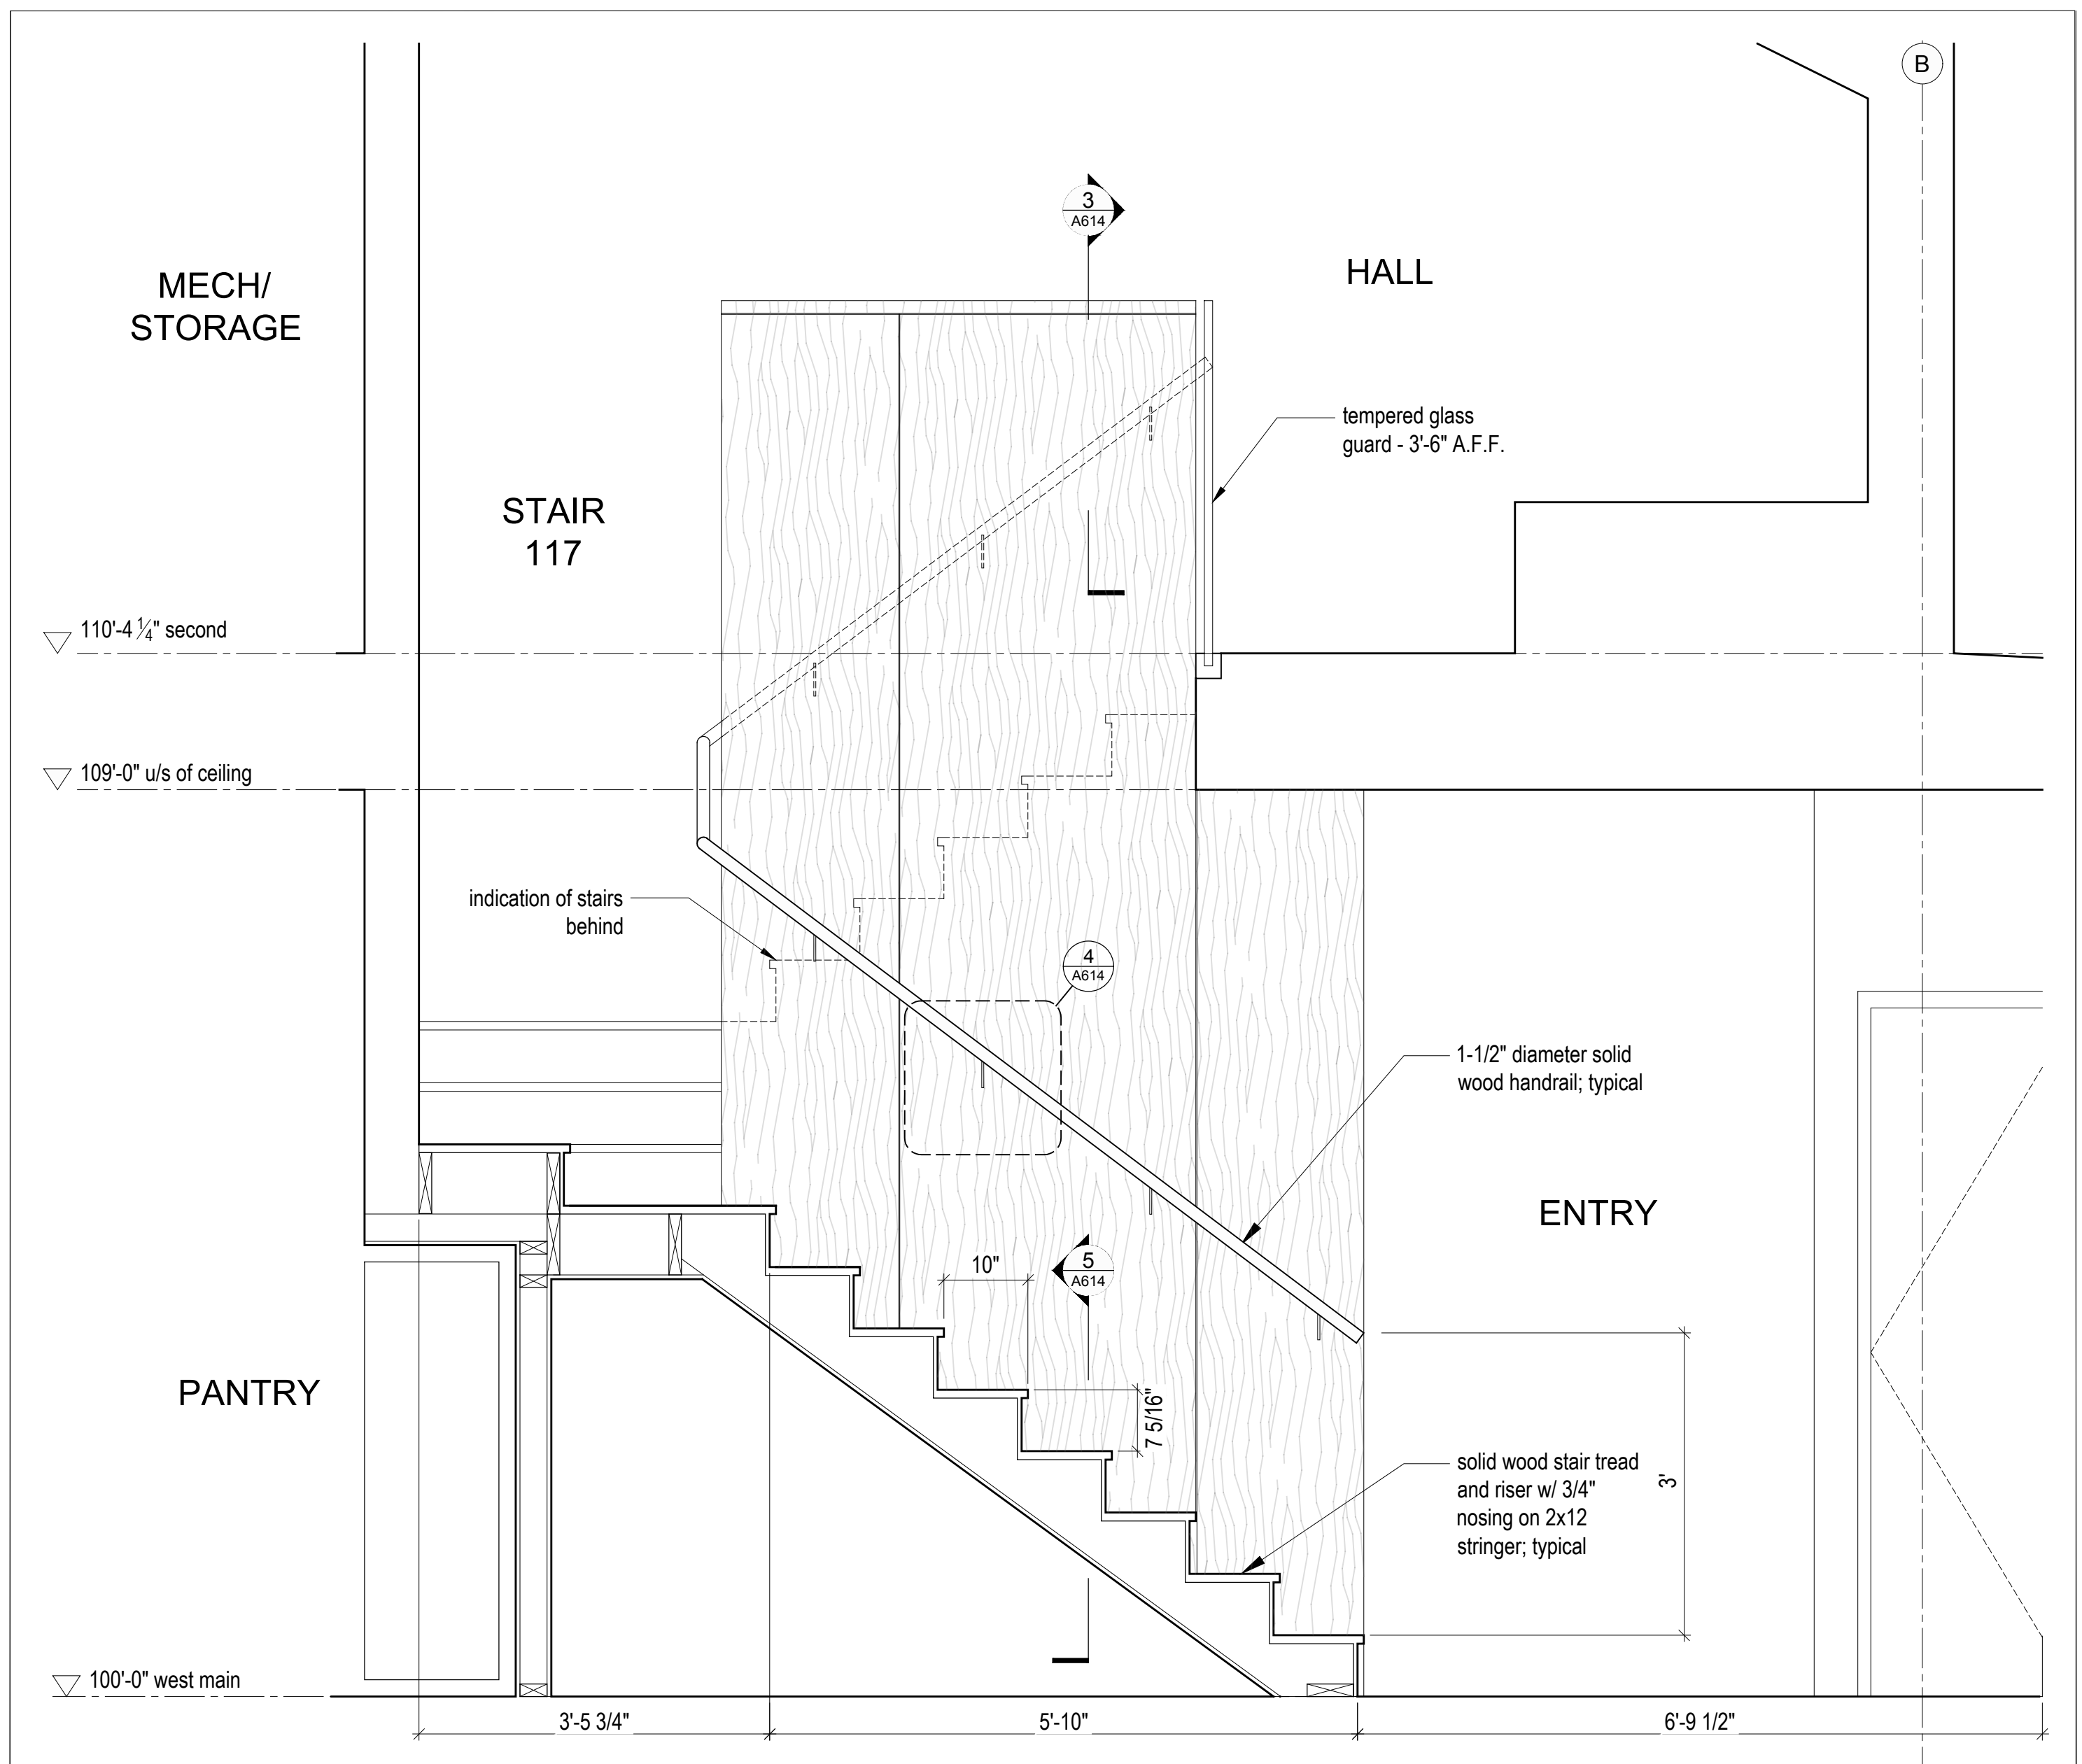 B
3
A614
HALL
MECH/
STORAGE
tempered glass
guard - 3'-6" A.F.F.
STAIR
117
110'-4 1/4" second
109'-0" u/s of ceiling
indication of stairs
behind
4
A614
1-1/2" diameter solid
wood handrail; typical
ENTRY
10"
5
A614
PANTRY
7 5/16"
solid wood stair tread
and riser w/ 3/4"
nosing on 2x12
stringer; typical
3'
100'-0" west main
3'-5 3/4"
5'-10"
6'-9 1/2"